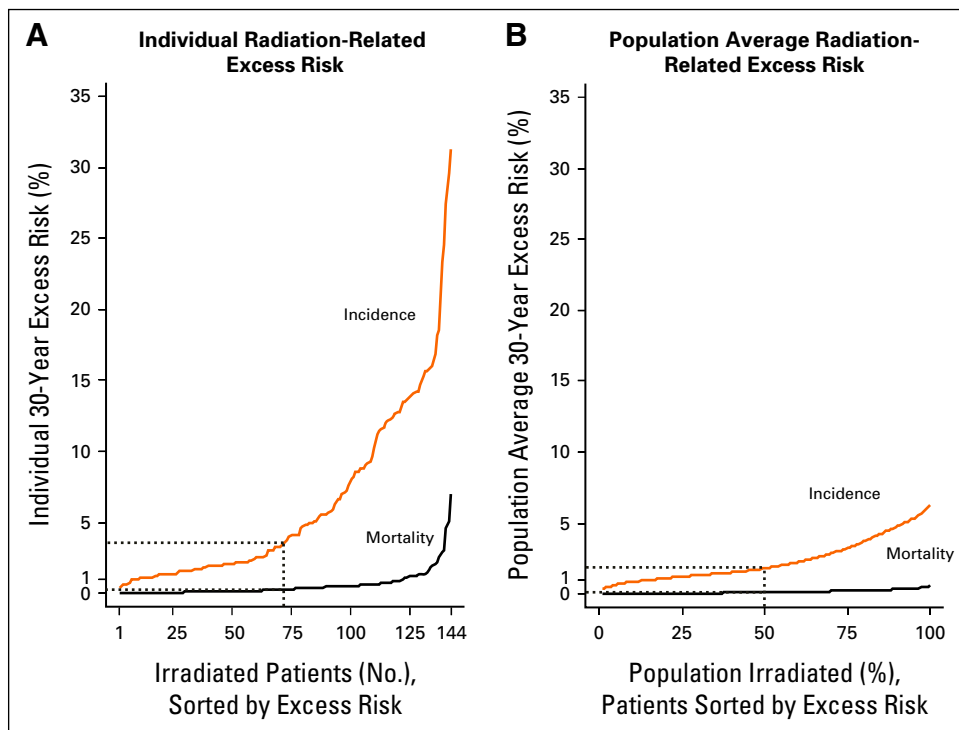 A
Individual Radiation-Related
Excess Risk
Individual 30-Year Excess Risk (%)
35
30
25
20
15
10
5
1
0
Incidence
Mortality
1 25 50 75 100 125 144
Irradiated Patients (No.),
Sorted by Excess Risk
B
Population Average Radiation-
Related Excess Risk
Population Average 30-Year Excess Risk (%)
35
30
25
20
15
10
5
1
0
Incidence
Mortality
0 25 50 75 100
Population Irradiated (%),
Patients Sorted by Excess Risk